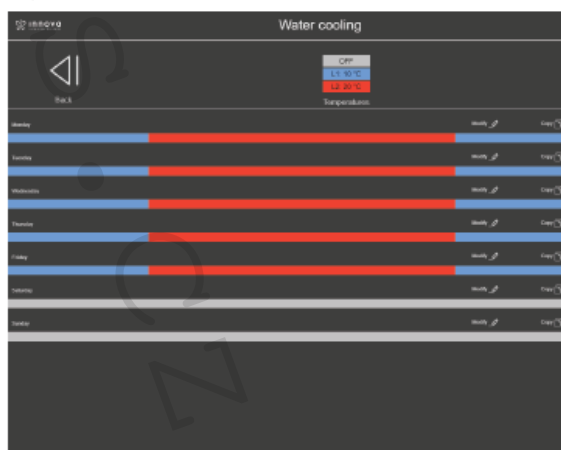 innova
Water cooling
OFF
L1 10 °C
L2 20 °C
Back
Temperatures
Monday Modify Copy
Tuesday Modify Copy
Wednesday Modify Copy
Thursday Modify Copy
Friday Modify Copy
Saturday Modify Copy
Sunday Modify Copy